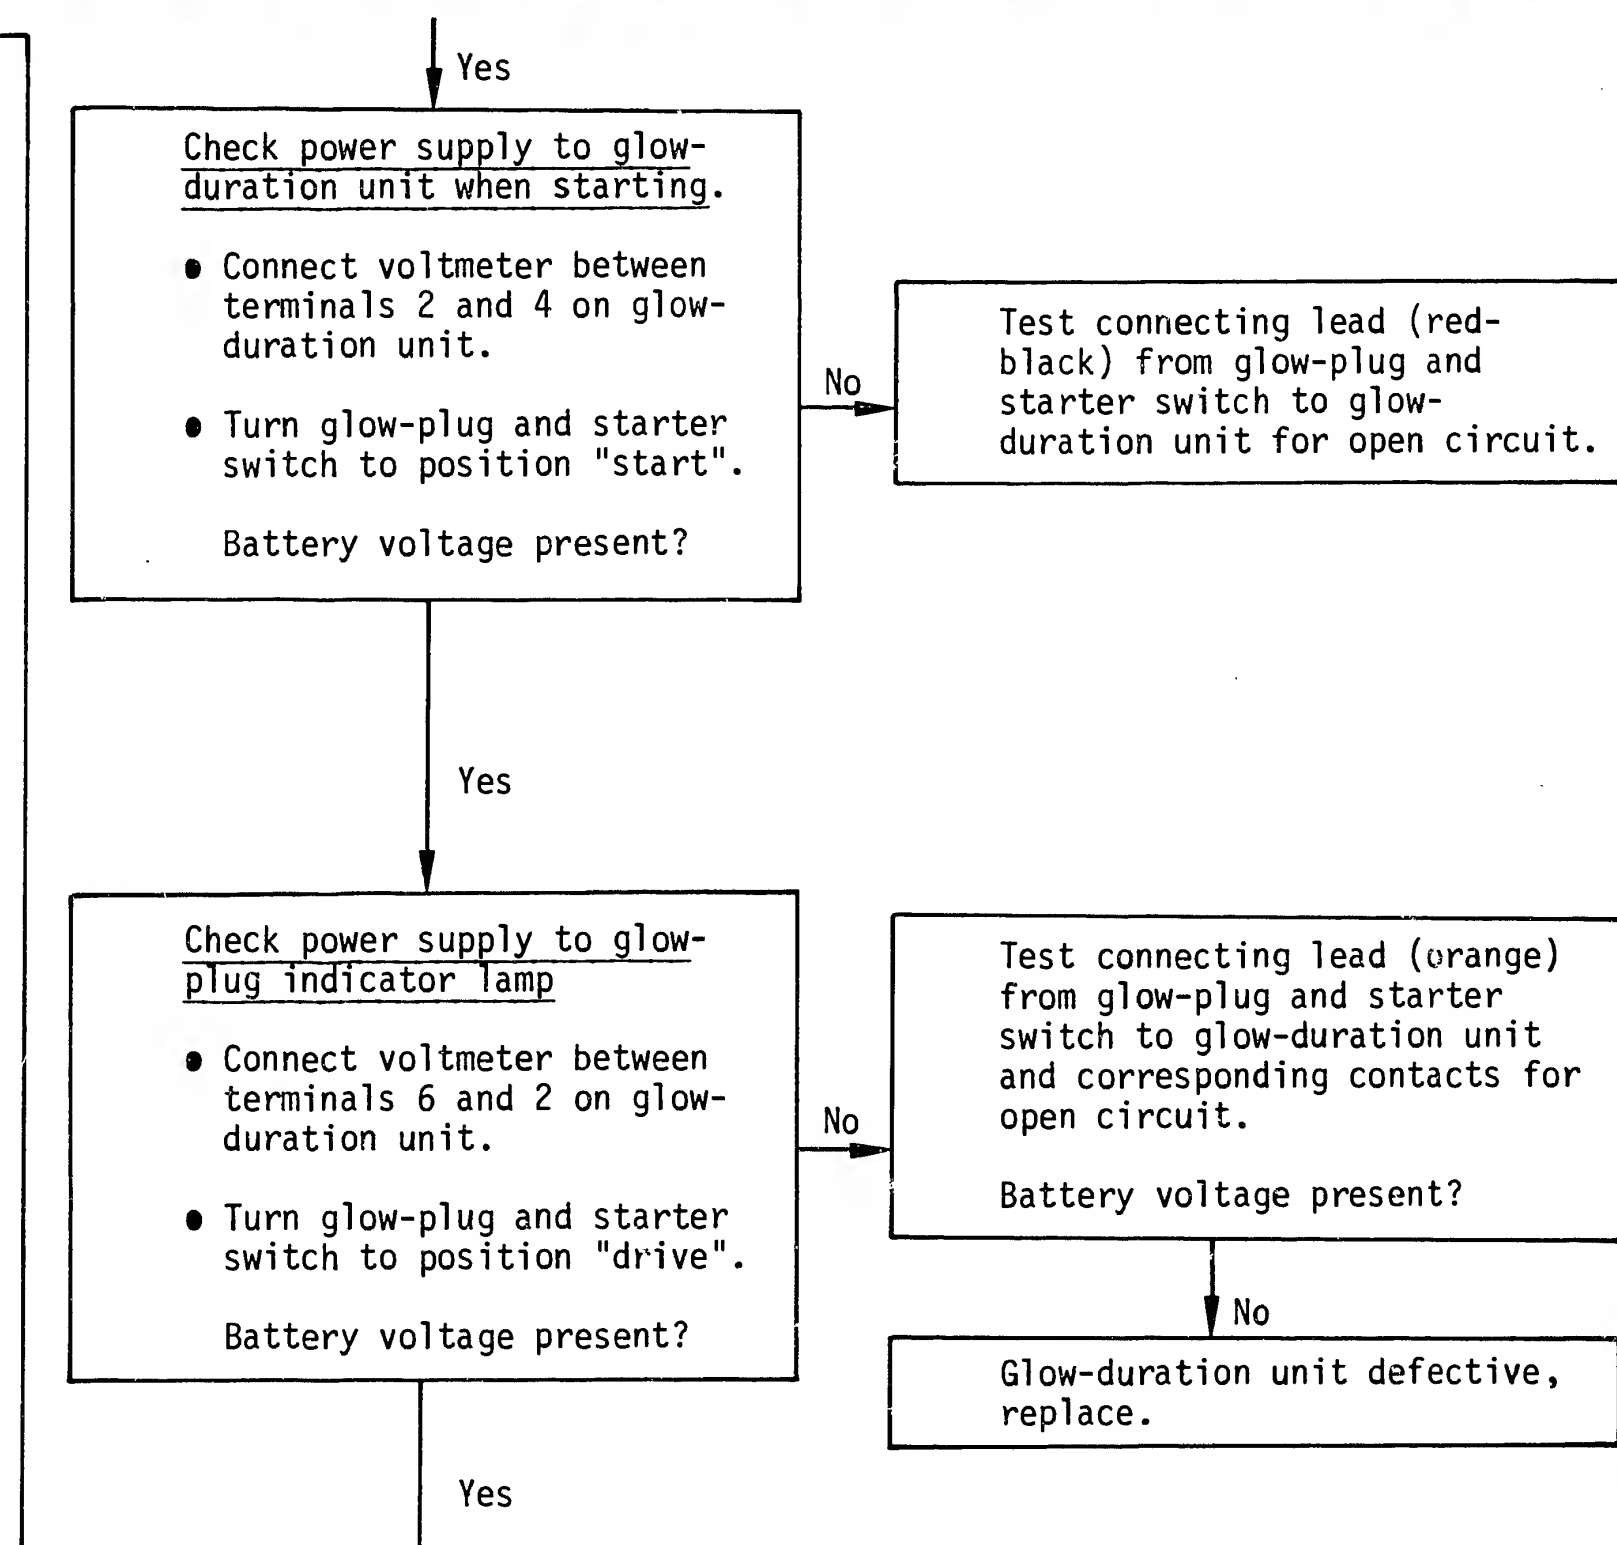 Yes
Check power supply to glow-
duration unit when starting.
● Connect voltmeter between
terminals 2 and 4 on glow-
duration unit.
● Turn glow-plug and starter
switch to position "start".
Battery voltage present?
No
Test connecting lead (red-
black) from glow-plug and
starter switch to glow-
duration unit for open circuit.
Yes
Check power supply to glow-
plug indicator lamp
● Connect voltmeter between
terminals 6 and 2 on glow-
duration unit.
● Turn glow-plug and starter
switch to position "drive".
Battery voltage present?
No
Test connecting lead (orange)
from glow-plug and starter
switch to glow-duration unit
and corresponding contacts for
open circuit.
Battery voltage present?
No
Glow-duration unit defective,
replace.
Yes